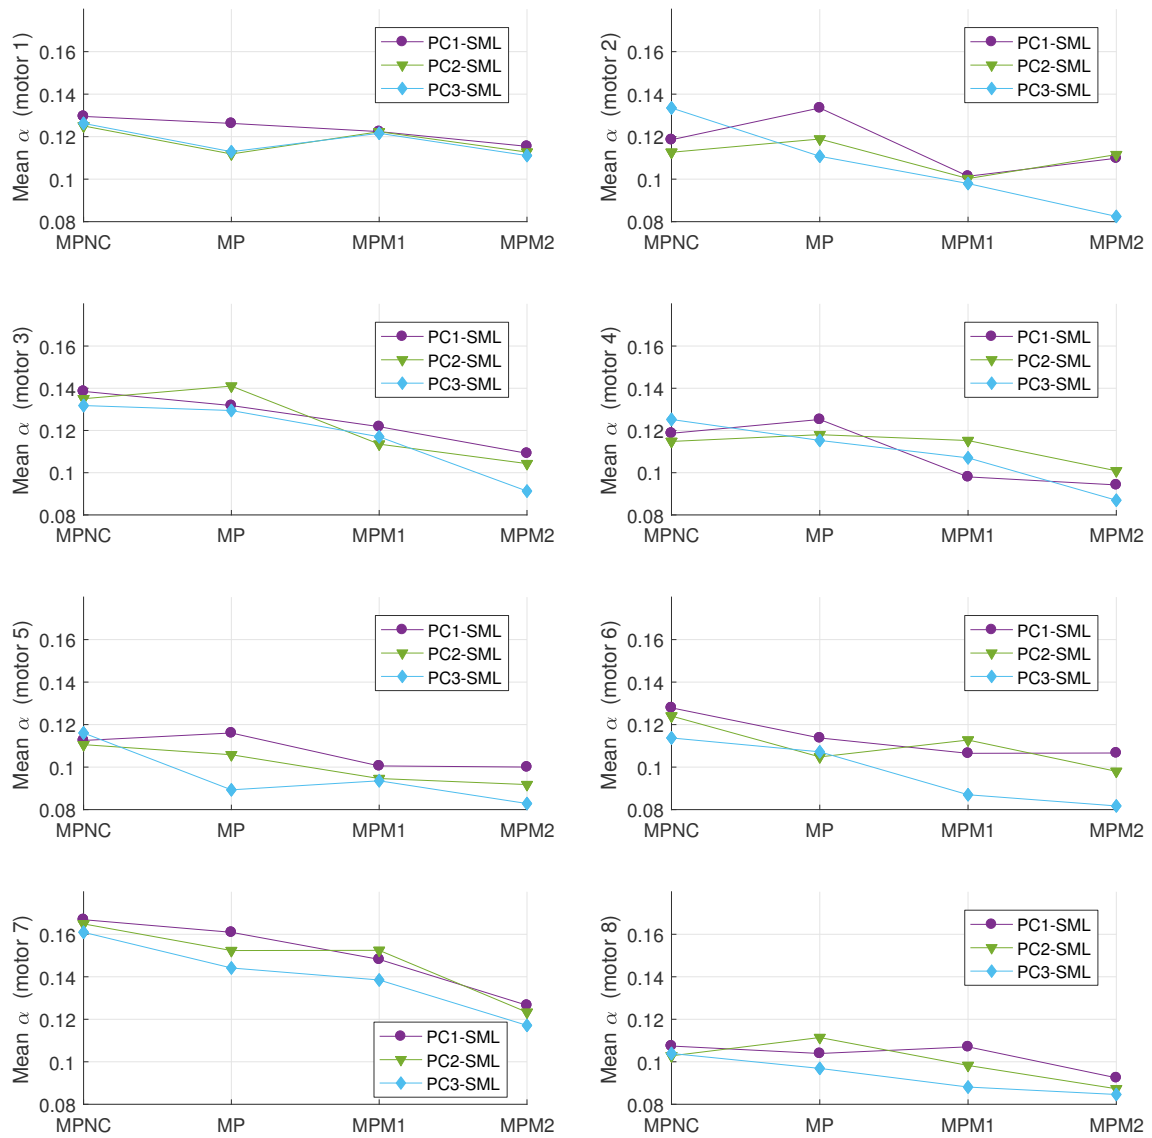 Mean α (motor 1)
0.16
0.14
0.12
0.1
0.08
MPNC MP MPM1 MPM2
PC1-SML
PC2-SML
PC3-SML
Mean α (motor 2)
0.16
0.14
0.12
0.1
0.08
MPNC MP MPM1 MPM2
PC1-SML
PC2-SML
PC3-SML
Mean α (motor 3)
0.16
0.14
0.12
0.1
0.08
MPNC MP MPM1 MPM2
PC1-SML
PC2-SML
PC3-SML
Mean α (motor 4)
0.16
0.14
0.12
0.1
0.08
MPNC MP MPM1 MPM2
PC1-SML
PC2-SML
PC3-SML
Mean α (motor 5)
0.16
0.14
0.12
0.1
0.08
MPNC MP MPM1 MPM2
PC1-SML
PC2-SML
PC3-SML
Mean α (motor 6)
0.16
0.14
0.12
0.1
0.08
MPNC MP MPM1 MPM2
PC1-SML
PC2-SML
PC3-SML
Mean α (motor 7)
0.16
0.14
0.12
0.1
0.08
MPNC MP MPM1 MPM2
PC1-SML
PC2-SML
PC3-SML
Mean α (motor 8)
0.16
0.14
0.12
0.1
0.08
MPNC MP MPM1 MPM2
PC1-SML
PC2-SML
PC3-SML